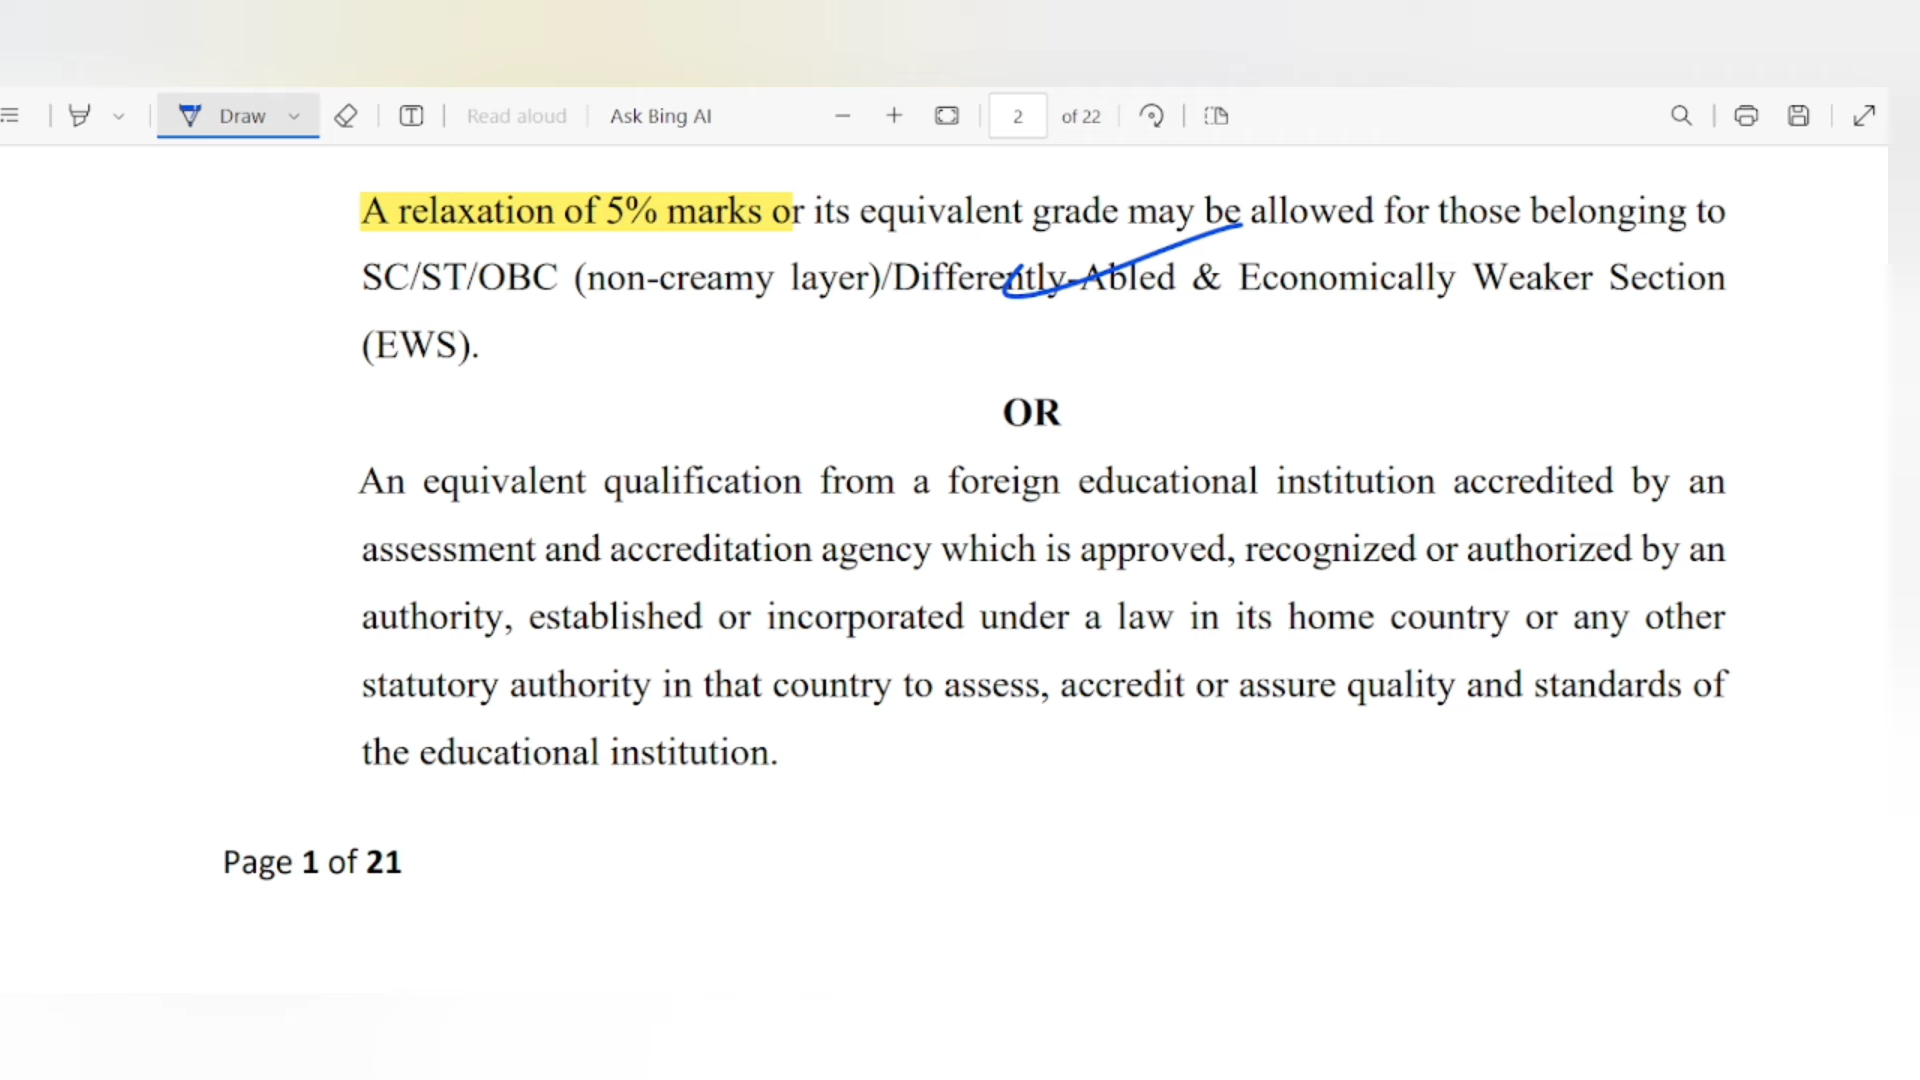 Draw
Read aloud
Ask Bing AI
2 of 22
A relaxation of 5% marks or its equivalent grade may be allowed for those belonging to
SC/ST/OBC (non-creamy layer)/Differently-Abled & Economically Weaker Section
(EWS).
OR
An equivalent qualification from a foreign educational institution accredited by an
assessment and accreditation agency which is approved, recognized or authorized by an
authority, established or incorporated under a law in its home country or any other
statutory authority in that country to assess, accredit or assure quality and standards of
the educational institution.
Page 1 of 21